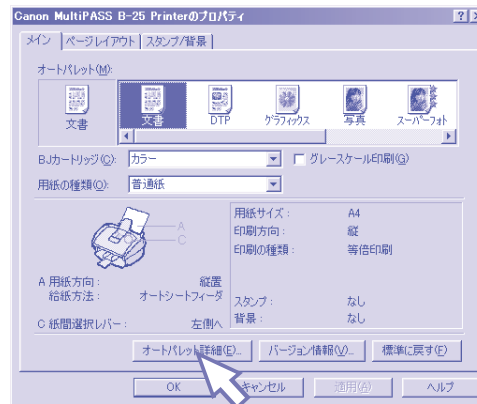 Canon MultiPASS B-25 Printerのプロパティ
メイン ページレイアウト スタンプ/背景
オートパレット(M):
文書 文書 DTP グラフィックス 写真 スーパーフォト
BJカートリッジ(C): カラー グレースケール印刷(G)
用紙の種類(O): 普通紙
用紙サイズ: A4
印刷方向: 縦
印刷の種類: 等倍印刷
A
C
A 用紙方向: 縦置
給紙方法: オートシートフィーダ
スタンプ: なし
背景: なし
C 紙間選択レバー: 左側へ
オートパレット詳細(E)... バージョン情報(V)... 標準に戻す(F)
OK キャンセル 適用(A) ヘルプ